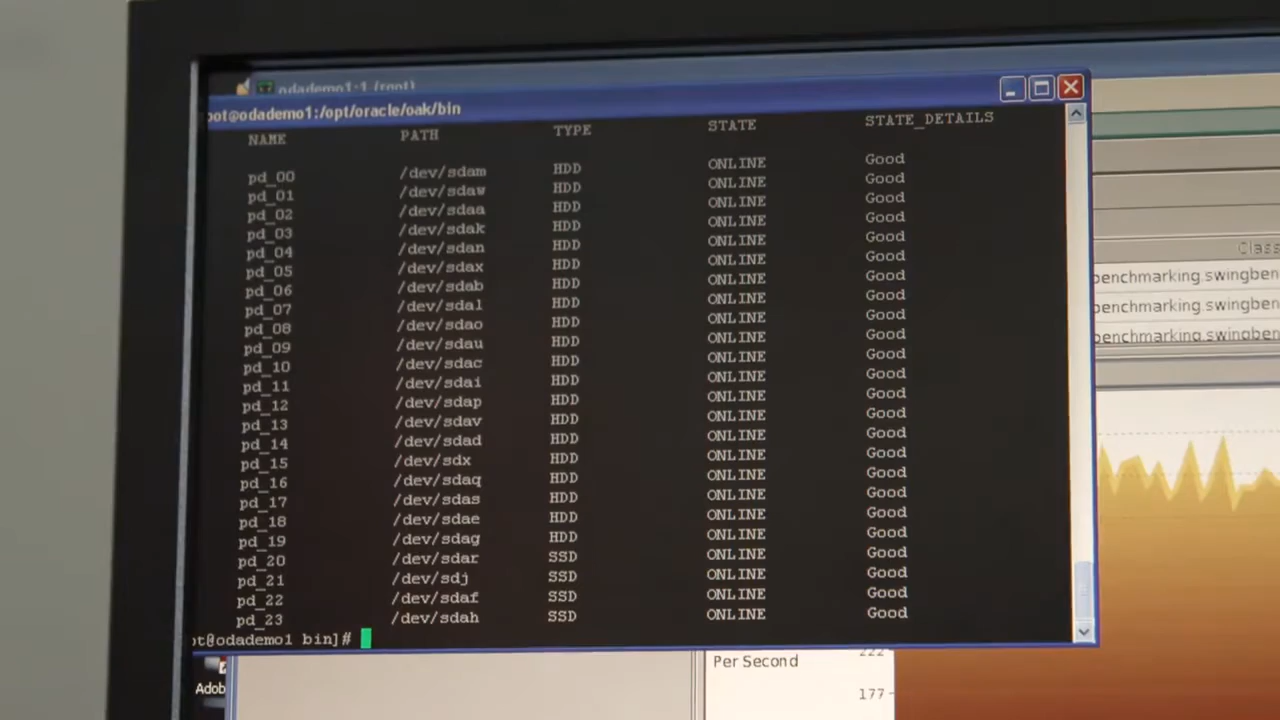 odademo1:1 (root)
oot@odademo1:/opt/oracle/oak/bin
NAME PATH TYPE STATE STATE_DETAILS
pd_00 /dev/sdam HDD ONLINE Good
pd_01 /dev/sdaw HDD ONLINE Good
pd_02 /dev/sdaa HDD ONLINE Good
pd_03 /dev/sdak HDD ONLINE Good
pd_04 /dev/sdan HDD ONLINE Good
pd_05 /dev/sdax HDD ONLINE Good
pd_06 /dev/sdab HDD ONLINE Good
pd_07 /dev/sdal HDD ONLINE Good
pd_08 /dev/sdao HDD ONLINE Good
pd_09 /dev/sdau HDD ONLINE Good
pd_10 /dev/sdac HDD ONLINE Good
pd_11 /dev/sdai HDD ONLINE Good
pd_12 /dev/sdap HDD ONLINE Good
pd_13 /dev/sdav HDD ONLINE Good
pd_14 /dev/sdad HDD ONLINE Good
pd_15 /dev/sdx HDD ONLINE Good
pd_16 /dev/sdaq HDD ONLINE Good
pd_17 /dev/sdas HDD ONLINE Good
pd_18 /dev/sdae HDD ONLINE Good
pd_19 /dev/sdag HDD ONLINE Good
pd_20 /dev/sdar SSD ONLINE Good
pd_21 /dev/sdj SSD ONLINE Good
pd_22 /dev/sdaf SSD ONLINE Good
pd_23 /dev/sdah SSD ONLINE Good
ot@odademo1 bin]#
Class
benchmarking.swingben
benchmarking.swingben
benchmarking.swingben
Adob
Per Second
222
177